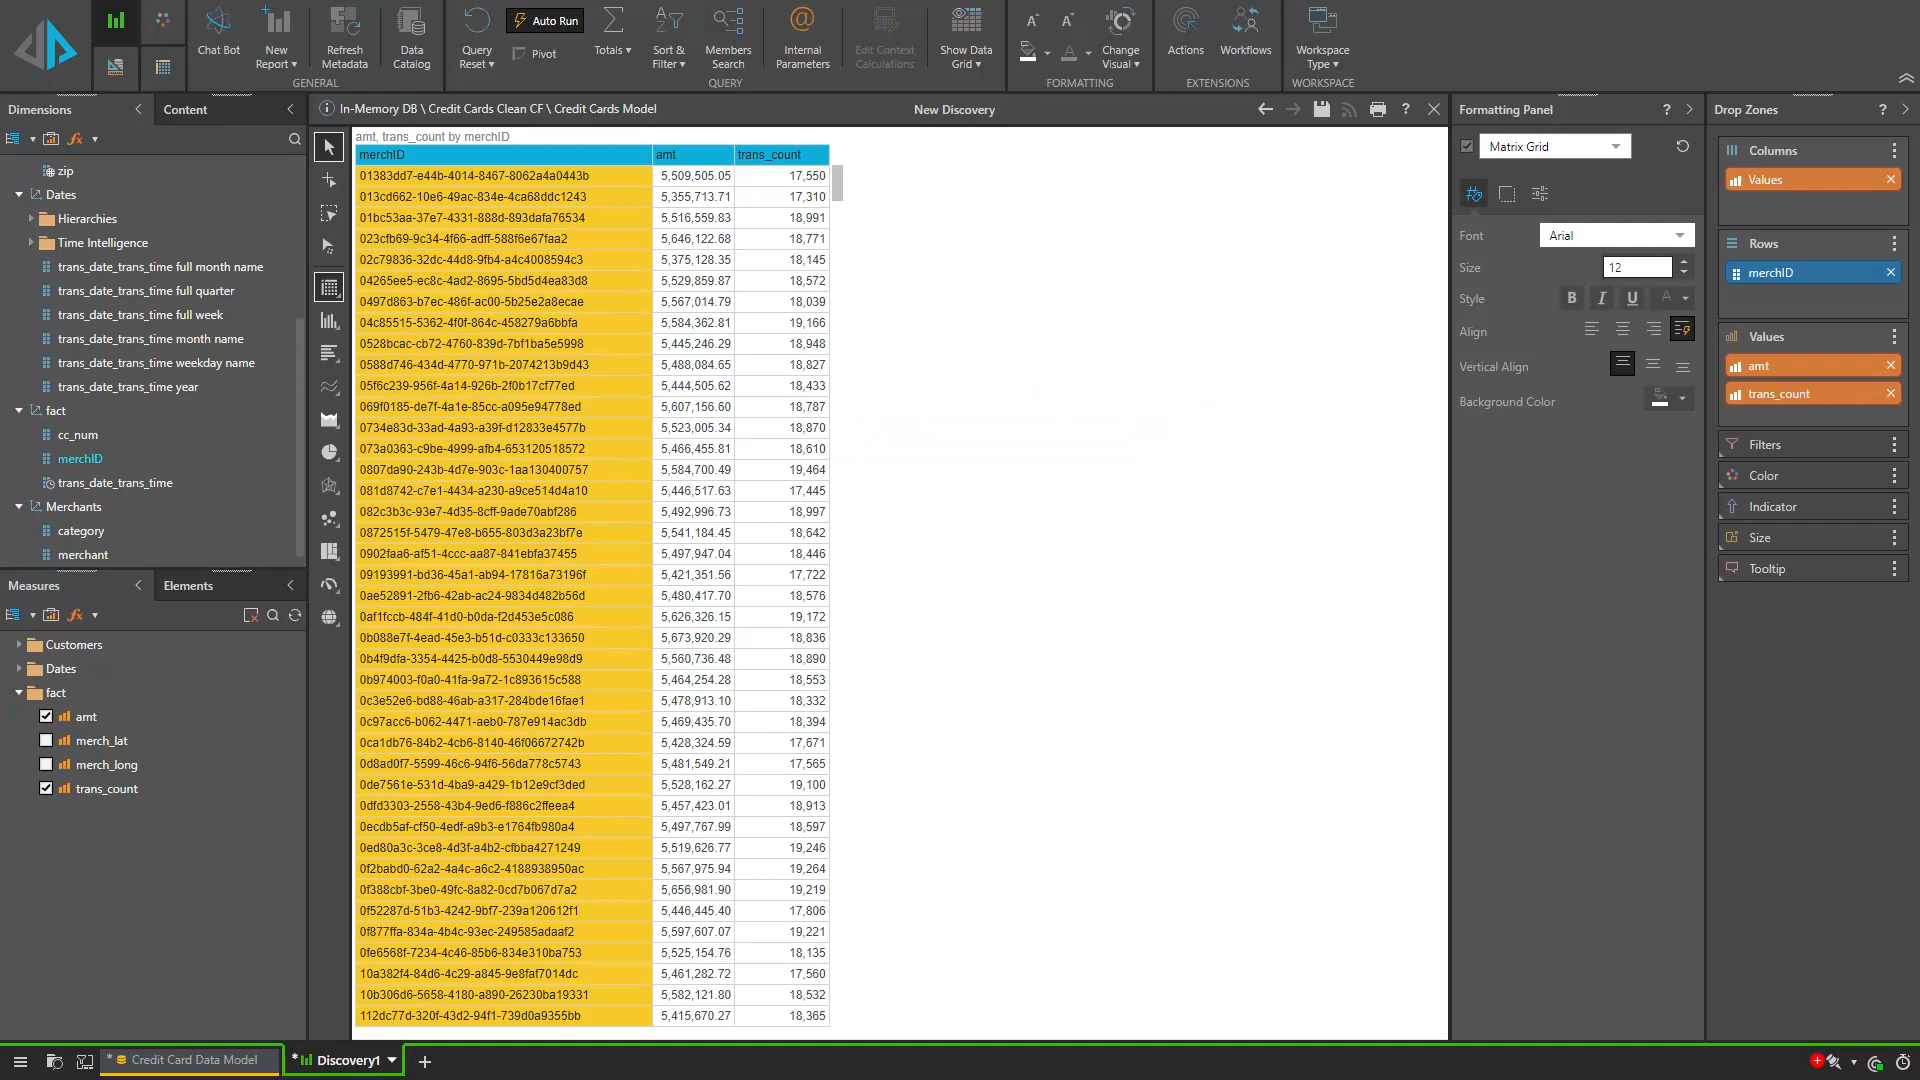 Chat Bot
New
Report
Refresh
Metadata
Data
Catalog
GENERAL
Query
Reset
Auto Run
Pivot
Totals
Sort &
Filter
Members
Search
QUERY
Internal
Parameters
Edit Context
Calculations
Show Data
Grid
A
A
A
Change
Visual
FORMATTING
Actions
Workflows
EXTENSIONS
Workspace
Type
WORKSPACE
Dimensions
Content
In-Memory DB \ Credit Cards Clean CF \ Credit Cards Model
New Discovery
Formatting Panel
Drop Zones
zip
Dates
Hierarchies
Time Intelligence
trans_date_trans_time full month name
trans_date_trans_time full quarter
trans_date_trans_time full week
trans_date_trans_time month name
trans_date_trans_time weekday name
trans_date_trans_time year
fact
cc_num
merchID
trans_date_trans_time
Merchants
category
merchant
Measures
Elements
Customers
Dates
fact
amt
merch_lat
merch_long
trans_count
amt, trans_count by merchID
merchID amt trans_count
01383dd7-e44b-4014-8467-8062a4a0443b 5,509,505.05 17,550
013cd662-10e6-49ac-834e-4ca68ddc1243 5,355,713.71 17,310
01bc53aa-37e7-4331-888d-893dafa76534 5,516,559.83 18,991
023cfb69-9c34-4f66-adff-588f6e67faa2 5,646,122.68 18,771
02c79836-32dc-44d8-9fb4-a4c4008594c3 5,375,128.35 18,145
04265ee5-ec8c-4ad2-8695-5bd5d4ea83d8 5,529,859.87 18,572
0497d863-b7ec-486f-ac00-5b25e2a8ecae 5,567,014.79 18,039
04c85515-5362-4f0f-864c-458279a6bbfa 5,584,362.81 19,166
0528bcac-cb72-4760-839d-7bf1ba5e5998 5,445,246.29 18,948
0588d746-434d-4770-971b-2074213b9d43 5,488,084.65 18,827
05f6c239-956f-4a14-926b-2f0b17cf77ed 5,444,505.62 18,433
069f0185-de7f-4a1e-85cc-a095e94778ed 5,607,156.60 18,787
0734e83d-33ad-4a93-a39f-d12833e4577b 5,523,005.34 18,870
073a0363-c9be-4999-afb4-653120518572 5,466,455.81 18,610
0807da90-243b-4d7e-903c-1aa130400757 5,584,700.49 19,464
081d8742-c7e1-4434-a230-a9ce514d4a10 5,446,517.63 17,445
082c3b3c-93e7-4d35-8cff-9ade70abf286 5,492,996.73 18,997
0872515f-5479-47e8-b655-803d3a23bf7e 5,541,184.45 18,642
0902faa6-af51-4ccc-aa87-841ebfa37455 5,497,947.04 18,446
09193991-bd36-45a1-ab94-17816a73196f 5,421,351.56 17,722
0ae52891-2fb6-42ab-ac24-9834d482b56d 5,480,417.70 18,576
0af1fccb-484f-41d0-b0da-f2d453e5c086 5,626,326.15 19,172
0b088e7f-4ead-45e3-b51d-c0333c133650 5,673,920.29 18,836
0b4f9dfa-3354-4425-b0d8-5530449e98d9 5,560,736.48 18,890
0b974003-f0a0-41fa-9a72-1c893615c588 5,464,254.28 18,553
0c3e52e6-bd88-46ab-a317-284bde16fae1 5,478,913.10 18,332
0c97acc6-b062-4471-aeb0-787e914ac3db 5,469,435.70 18,394
0ca1db76-84b2-4cb6-8140-46f06672742b 5,428,324.59 17,671
0d8ad0f7-5599-46c6-94f6-56da778c5743 5,481,549.21 17,565
0de7561e-531d-4ba9-a429-1b12e9cf3ded 5,528,162.27 19,100
0dfd3303-2558-43b4-9ed6-f886c2ffeea4 5,457,423.01 18,913
0ecdb5af-cf50-4edf-a9b3-e1764fb980a4 5,497,767.99 18,597
0ed80a3c-3ce8-4d3f-a4b2-cfbba4271249 5,519,626.77 19,246
0f2babd0-62a2-4a4c-a6c2-4188938950ac 5,567,975.94 19,264
0f388cbf-3be0-49fc-8a82-0cd7b067d7a2 5,656,981.90 19,219
0f52287d-51b3-4242-9bf7-239a120612f1 5,446,445.40 17,806
0f877ffa-834a-4b4c-93ec-249585adaaf2 5,597,607.07 19,221
0fe6568f-7234-4c46-85b6-834e310ba753 5,525,154.76 18,135
10a382f4-84d6-4c29-a845-9e8faf7014dc 5,461,282.72 17,560
10b306d6-5658-4180-a890-26230ba19331 5,582,121.80 18,532
112dc77d-320f-43d2-94f1-739d0a9355bb 5,415,670.27 18,365
Matrix Grid
Font Arial
Size 12
Style B I U A
Align
Vertical Align
Background Color
Columns
Values
Rows
merchID
Values
amt
trans_count
Filters
Color
Indicator
Size
Tooltip
* Credit Card Data Model
* Discovery1